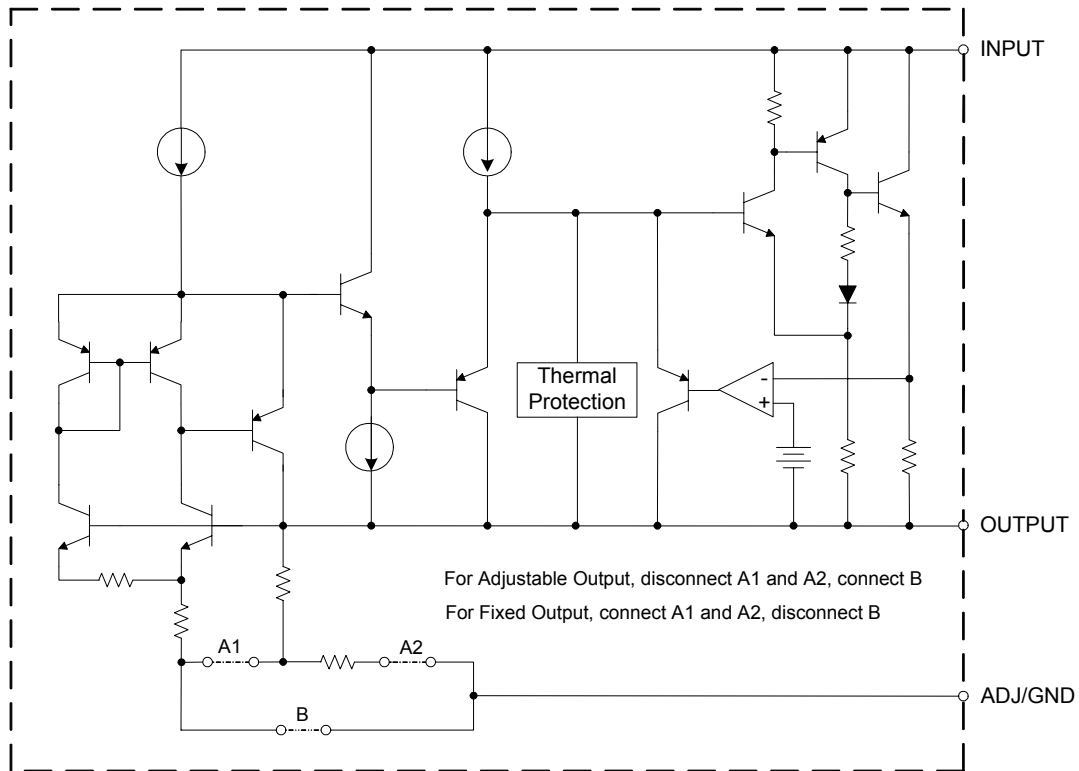 INPUT
Thermal
Protection
-
+
OUTPUT
For Adjustable Output, disconnect A1 and A2, connect B
For Fixed Output, connect A1 and A2, disconnect B
A1
A2
ADJ/GND
B